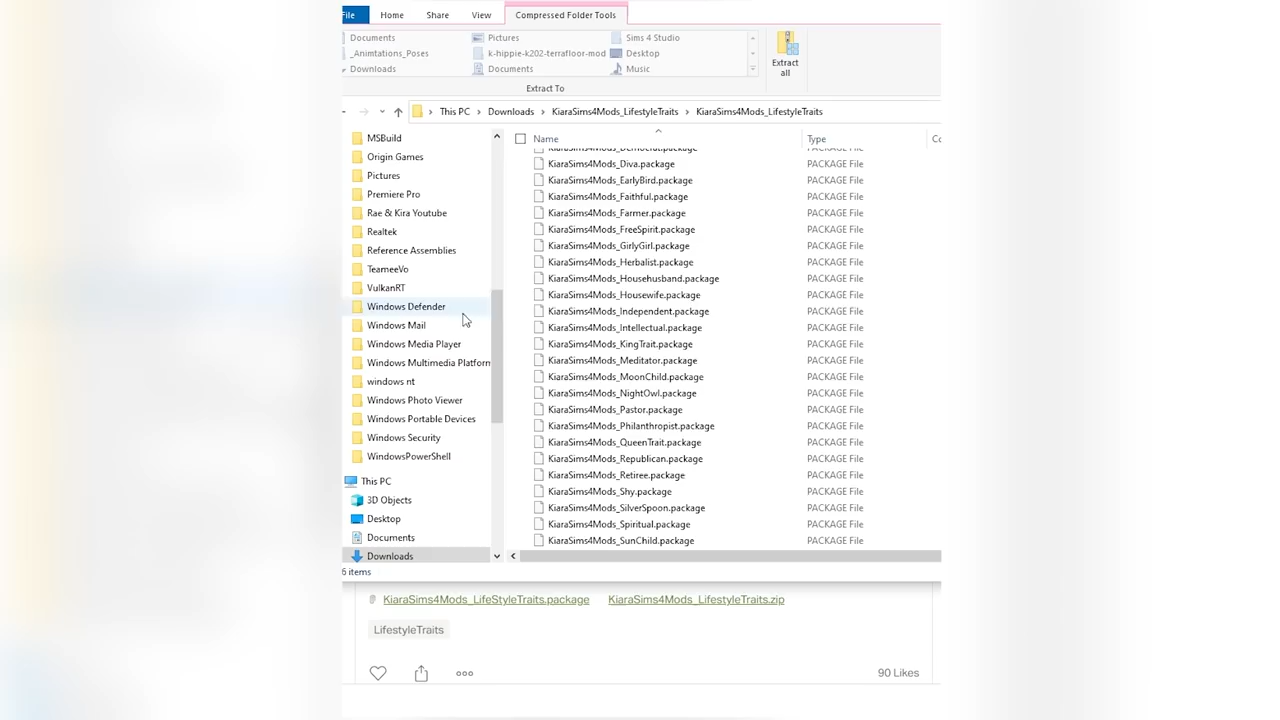 File Home Share View Compressed Folder Tools
Documents Pictures Sims 4 Studio
_Animtations_Poses k-hippie-k202-terrafloor-mod Desktop
Downloads Documents Music
Extract
all
Extract To
This PC Downloads KiaraSims4Mods_LifestyleTraits KiaraSims4Mods_LifestyleTraits
MSBuild
Origin Games
Pictures
Premiere Pro
Rae & Kira Youtube
Realtek
Reference Assemblies
TeameeVo
VulkanRT
Windows Defender
Windows Mail
Windows Media Player
Windows Multimedia Platform
windows nt
Windows Photo Viewer
Windows Portable Devices
Windows Security
WindowsPowerShell
This PC
3D Objects
Desktop
Documents
Downloads
Name Type Co
KiaraSims4Mods_Democrat.package PACKAGE File
KiaraSims4Mods_Diva.package PACKAGE File
KiaraSims4Mods_EarlyBird.package PACKAGE File
KiaraSims4Mods_Faithful.package PACKAGE File
KiaraSims4Mods_Farmer.package PACKAGE File
KiaraSims4Mods_FreeSpirit.package PACKAGE File
KiaraSims4Mods_GirlyGirl.package PACKAGE File
KiaraSims4Mods_Herbalist.package PACKAGE File
KiaraSims4Mods_Househusband.package PACKAGE File
KiaraSims4Mods_Housewife.package PACKAGE File
KiaraSims4Mods_Independent.package PACKAGE File
KiaraSims4Mods_Intellectual.package PACKAGE File
KiaraSims4Mods_KingTrait.package PACKAGE File
KiaraSims4Mods_Meditator.package PACKAGE File
KiaraSims4Mods_MoonChild.package PACKAGE File
KiaraSims4Mods_NightOwl.package PACKAGE File
KiaraSims4Mods_Pastor.package PACKAGE File
KiaraSims4Mods_Philanthropist.package PACKAGE File
KiaraSims4Mods_QueenTrait.package PACKAGE File
KiaraSims4Mods_Republican.package PACKAGE File
KiaraSims4Mods_Retiree.package PACKAGE File
KiaraSims4Mods_Shy.package PACKAGE File
KiaraSims4Mods_SilverSpoon.package PACKAGE File
KiaraSims4Mods_Spiritual.package PACKAGE File
KiaraSims4Mods_SunChild.package PACKAGE File
6 items
KiaraSims4Mods_LifeStyleTraits.package KiaraSims4Mods_LifestyleTraits.zip
LifestyleTraits
90 Likes